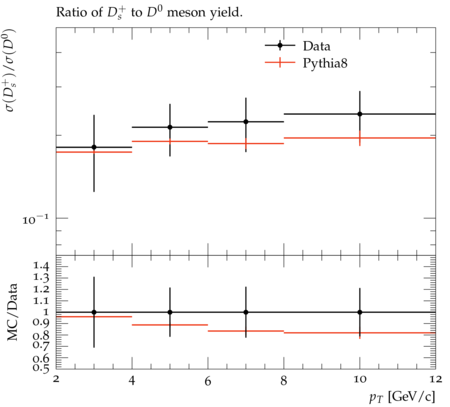 Ratio of D_s^+ to D^0 meson yield.
σ(D_s^+)/σ(D^0)
Data
Pythia8
10^−1
MC/Data
1.4
1.3
1.2
1.1
1
0.9
0.8
0.7
0.6
0.5
2 4 6 8 10 12
p_T [GeV/c]